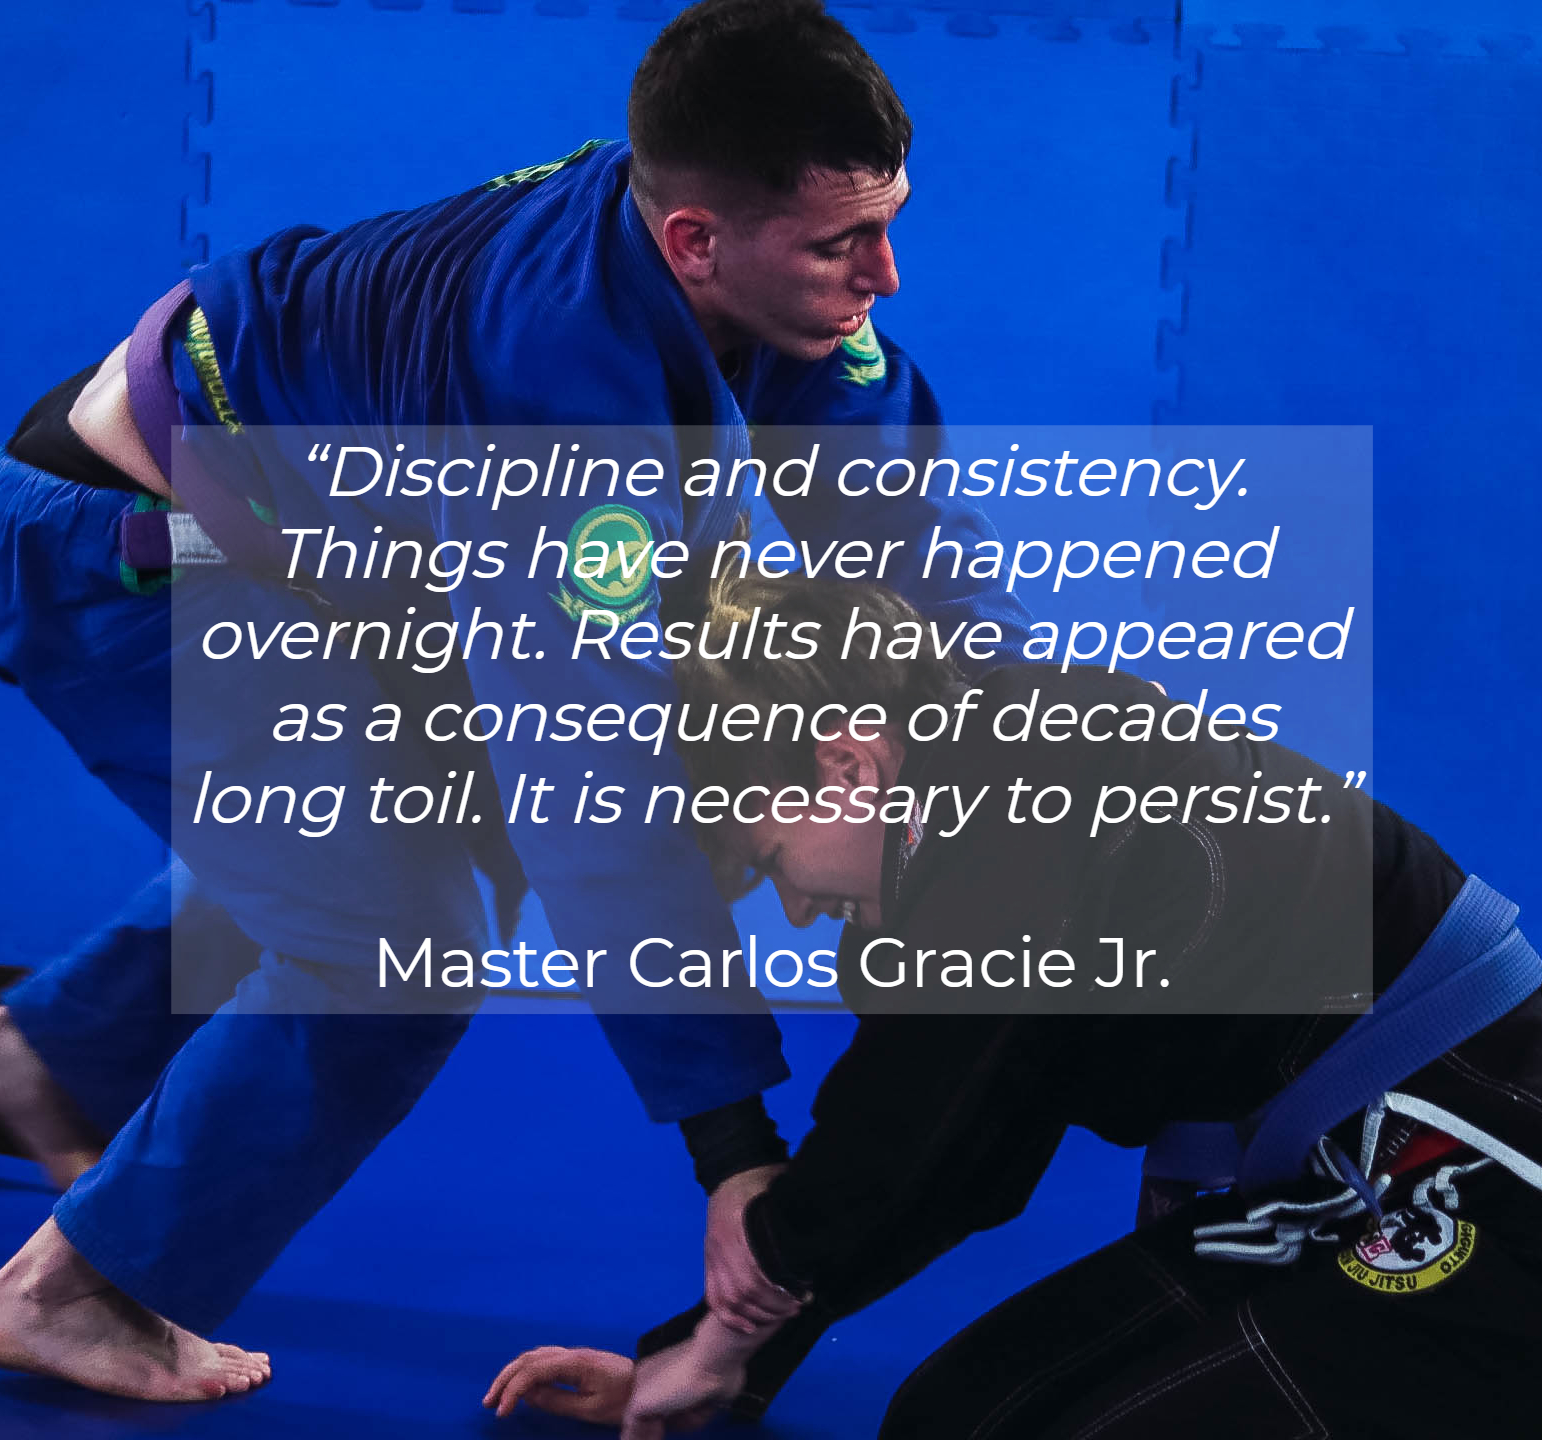 “Discipline and consistency.
Things have never happened
overnight. Results have appeared
as a consequence of decades
long toil. It is necessary to persist.”
Master Carlos Gracie Jr.
JIU JITSU